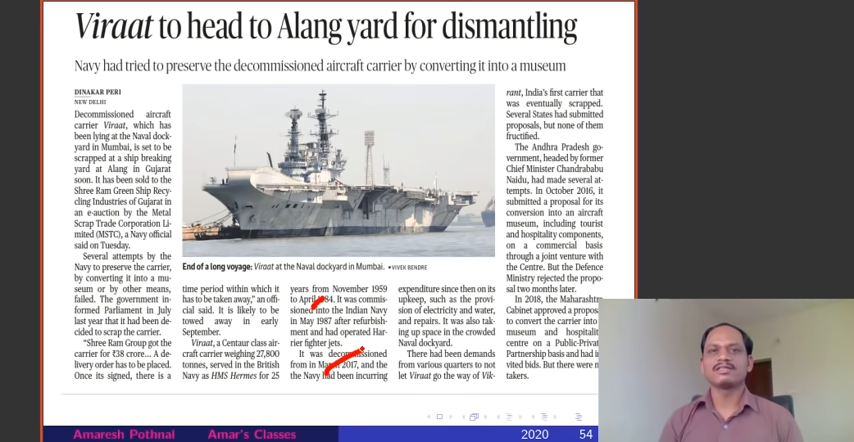 Viraat to head to Alang yard for dismantling
Navy had tried to preserve the decommissioned aircraft carrier by converting it into a museum
DINAKAR PERI
NEW DELHI
Decommissioned aircraft
carrier Viraat, which has
been lying at the Naval dock-
yard in Mumbai, is set to be
scrapped at a ship breaking
yard at Alang in Gujarat
soon. It has been sold to the
Shree Ram Green Ship Recy-
cling Industries of Gujarat in
an e-auction by the Metal
Scrap Trade Corporation Li-
mited (MSTC), a Navy official
said on Tuesday.
Several attempts by the
Navy to preserve the carrier,
by converting it into a mu-
seum or by other means,
failed. The government in-
formed Parliament in July
last year that it had been de-
cided to scrap the carrier.
"Shree Ram Group got the
carrier for ₹38 crore... A de-
livery order has to be placed.
Once its signed, there is a
End of a long voyage: Viraat at the Naval dockyard in Mumbai. •VIVEK BENDRE
time period within which it
has to be taken away," an offi-
cial said. It is likely to be
towed away in early
September.
Viraat, a Centaur class air-
craft carrier weighing 27,800
tonnes, served in the British
Navy as HMS Hermes for 25
years from November 1959
to April 1984. It was commis-
sioned into the Indian Navy
in May 1987 after refurbish-
ment and had operated Har-
rier fighter jets.
It was decommissioned
from in March 2017, and the
the Navy had been incurring
expenditure since then on its
upkeep, such as the provi-
sion of electricity and water,
and repairs. It was also tak-
ing up space in the crowded
Naval dockyard.
There had been demands
from various quarters to not
let Viraat go the way of Vik-
rant, India's first carrier that
was eventually scrapped.
Several States had submitted
proposals, but none of them
fructified.
The Andhra Pradesh go-
vernment, headed by former
Chief Minister Chandrababu
Naidu, had made several at-
tempts. In October 2016, it
submitted a proposal for its
conversion into an aircraft
museum, including tourist
and hospitality components,
on a commercial basis
through a joint venture with
the Centre. But the Defence
Ministry rejected the propo-
sal two months later.
In 2018, the Maharashtra
Cabinet approved a propos
to convert the carrier into
museum and hospitalit
centre on a Public-Privat
Partnership basis and had i
vited bids. But there were n
takers.
Amaresh Pothnal Amar's Classes 2020 54